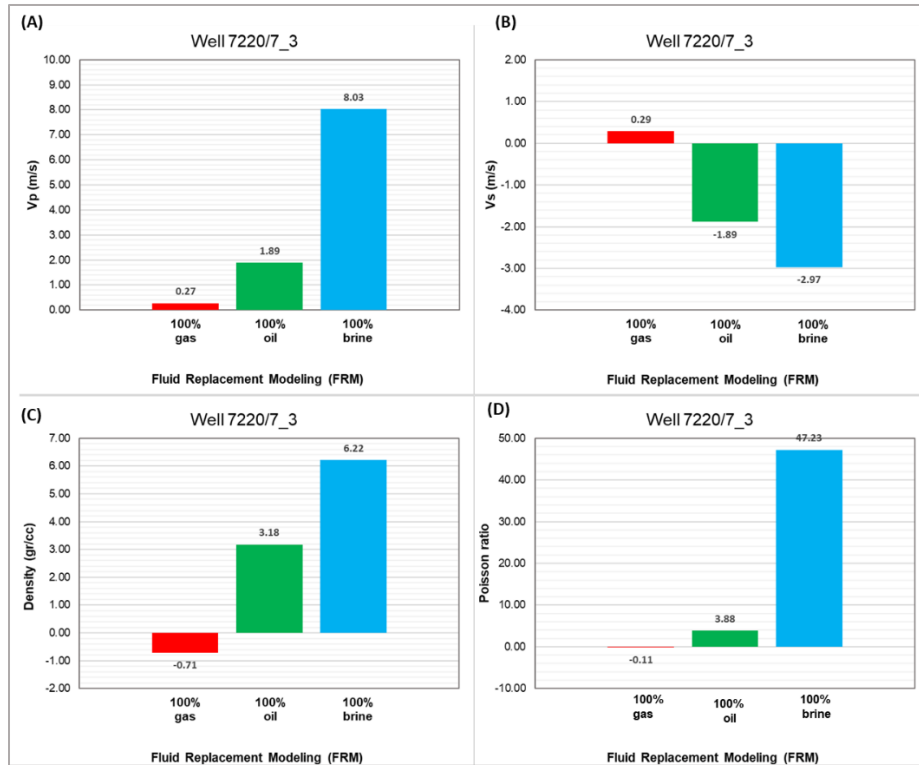 (A)
Well 7220/7_3
10.00
9.00
8.00
7.00
6.00
5.00
4.00
3.00
2.00
1.00
0.00
Vp (m/s)
0.27
1.89
8.03
100%
gas
100%
oil
100%
brine
Fluid Replacement Modeling (FRM)
(B)
Well 7220/7_3
2.00
1.00
0.00
-1.00
-2.00
-3.00
-4.00
Vs (m/s)
0.29
-1.89
-2.97
100%
gas
100%
oil
100%
brine
Fluid Replacement Modeling (FRM)
(C)
Well 7220/7_3
7.00
6.00
5.00
4.00
3.00
2.00
1.00
0.00
-1.00
-2.00
Density (gr/cc)
-0.71
3.18
6.22
100%
gas
100%
oil
100%
brine
Fluid Replacement Modeling (FRM)
(D)
Well 7220/7_3
50.00
40.00
30.00
20.00
10.00
0.00
-10.00
Poisson ratio
-0.11
3.88
47.23
100%
gas
100%
oil
100%
brine
Fluid Replacement Modeling (FRM)